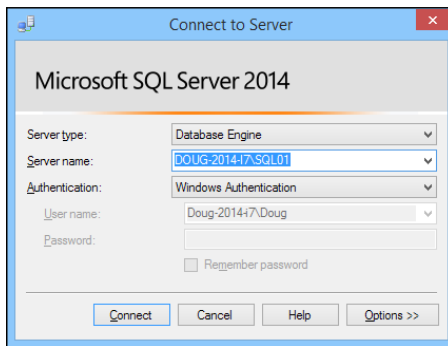 Connect to Server
Microsoft SQL Server 2014
Server type: Database Engine
Server name: DOUG-2014-I7\SQL01
Authentication: Windows Authentication
User name: Doug-2014-i7\Doug
Password:
Remember password
Connect Cancel Help Options >>